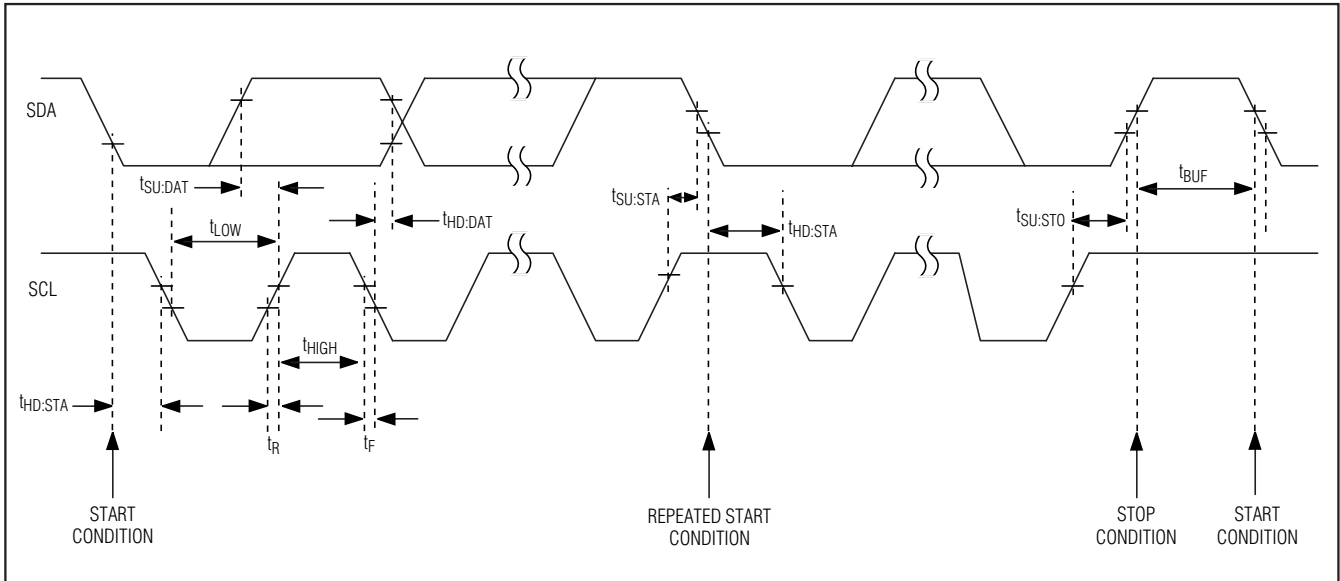 SDA
tSU:DAT
tLOW
tHD:DAT
tSU:STA
tHD:STA
tSU:STO
tBUF
SCL
tHIGH
tHD:STA
tR
tF
START
CONDITION
REPEATED START
CONDITION
STOP
CONDITION
START
CONDITION